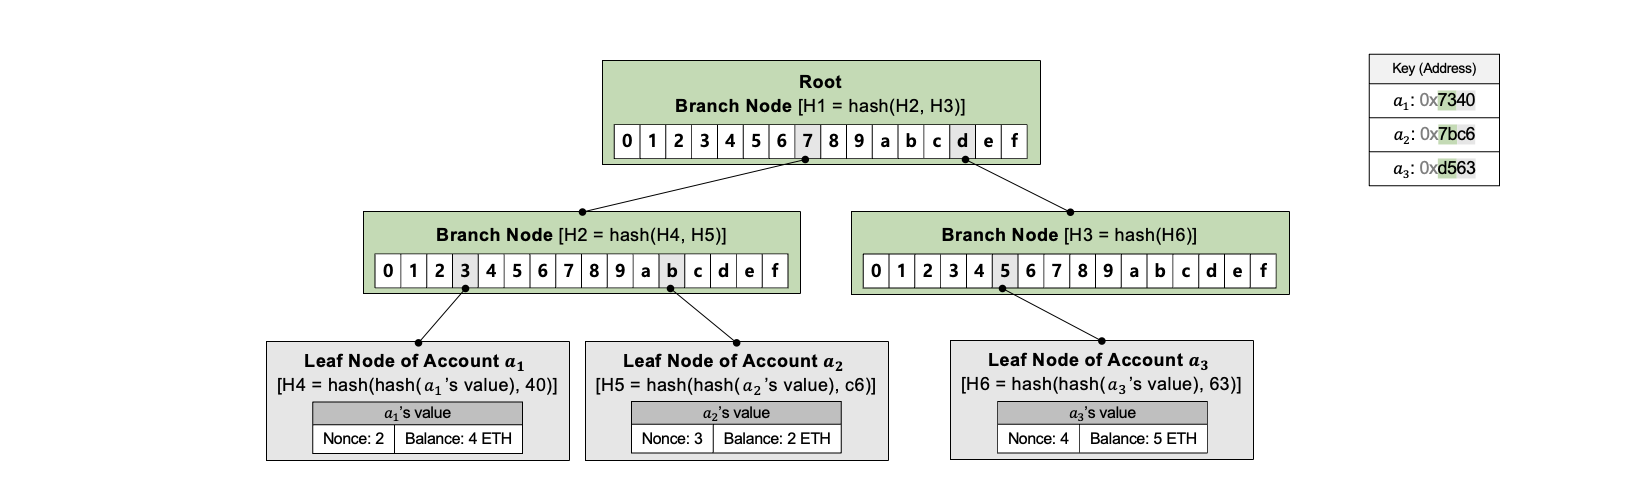 Root
Branch Node [H1 = hash(H2, H3)]
0 1 2 3 4 5 6 7 8 9 a b c d e f
Key (Address)
a1: 0x7340
a2: 0x7bc6
a3: 0xd563
Branch Node [H2 = hash(H4, H5)]
0 1 2 3 4 5 6 7 8 9 a b c d e f
Branch Node [H3 = hash(H6)]
0 1 2 3 4 5 6 7 8 9 a b c d e f
Leaf Node of Account a1
[H4 = hash(hash(a1's value), 40)]
a1's value
Nonce: 2 Balance: 4 ETH
Leaf Node of Account a2
[H5 = hash(hash(a2's value), c6)]
a2's value
Nonce: 3 Balance: 2 ETH
Leaf Node of Account a3
[H6 = hash(hash(a3's value), 63)]
a3's value
Nonce: 4 Balance: 5 ETH